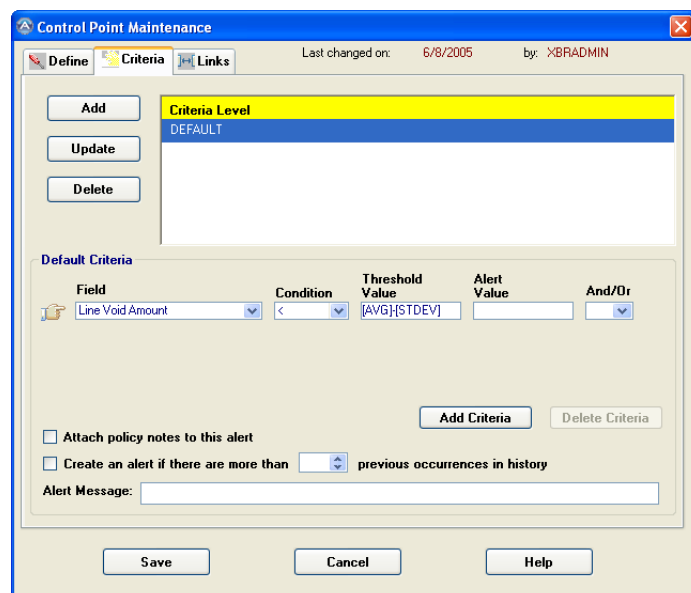 Control Point Maintenance
Define Criteria Links Last changed on: 6/8/2005 by: XBRADMIN
Add
Update
Delete
Criteria Level
DEFAULT
Default Criteria
Field Condition Threshold Value Alert Value And/Or
Line Void Amount < [AVG]-[STDEV]
Add Criteria Delete Criteria
Attach policy notes to this alert
Create an alert if there are more than previous occurrences in history
Alert Message:
Save Cancel Help